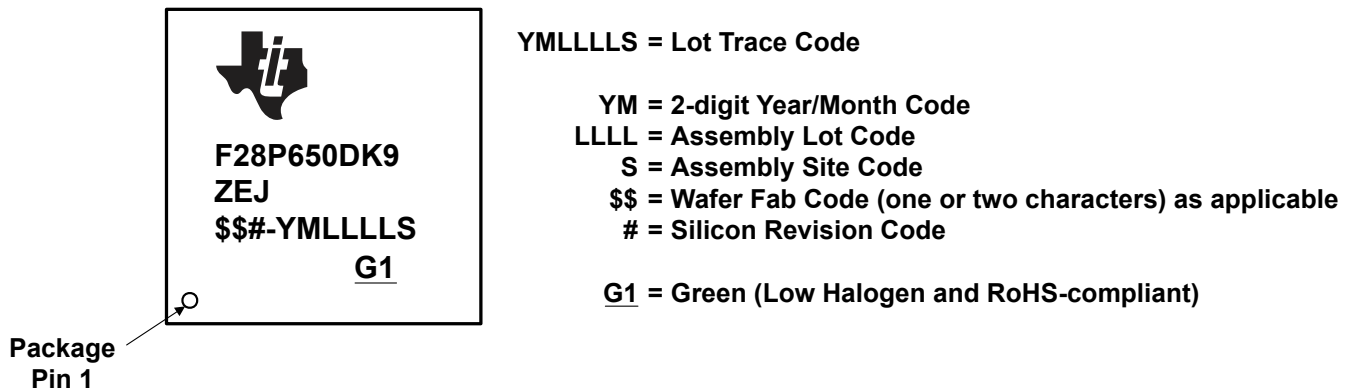 F28P650DK9
ZEJ
$$#-YMLLLLS
G1
Package
Pin 1
YMLLLLS = Lot Trace Code
YM = 2-digit Year/Month Code
LLLL = Assembly Lot Code
S = Assembly Site Code
$$ = Wafer Fab Code (one or two characters) as applicable
# = Silicon Revision Code
G1 = Green (Low Halogen and RoHS-compliant)